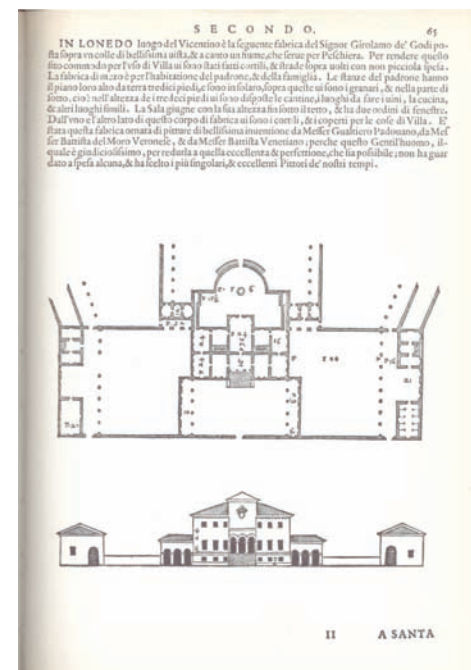 SECONDO. 65
IN LONEDO luogo del Vicentino è la seguente fabrica del Signor Girolamo de' Godi po
sta sopra vn colle di bellissima uista, & a canto un fiume, che serue per Peschiera. Per rendere questo
sito commodo per l'vso di Villa ui sono stati fatti cortili, & strade sopra uolti con non picciola spesa.
La fabrica di mezo è per l'habitatione del padrone, & della famiglia. Le stanze del padrone hanno
il piano loro alto da terra tredici piedi, e sono in solaro, sopra queste ui sono i granari, & nella parte di
sotto, cio è nell'altezza de i tredeci piedi ui sono disposte le cantine, i luoghi da fare i uini, la cucina,
& altri luoghi simili. La Sala giugne con la sua altezza fin sotto il tetto, & ha due ordini di fenestre.
Dall'vno e l'altro lato di questo corpo di fabrica ui sono i cortili, & i coperti per le cose di Villa. E'
stata questa fabrica ornata di pitture di bellissima inuentione da Messer Gualtiero Padouano, da Mes
ser Battista del Moro Veronese, & da Messer Battista Venetiano; perche questo Gentil'huomo, il-
quale è giudiciosissimo, per redurla a quella eccellenza & perfettione, che sia possibile; non ha guar
dato a spesa alcuna, & ha scelto i più singolari, & eccellenti Pittori de' nostri tempi.
II A SANTA